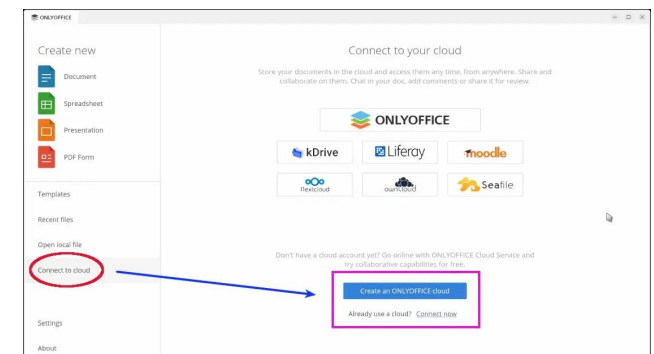 ONLYOFFICE
Create new
Document
Spreadsheet
Presentation
PDF Form
Templates
Recent files
Open local file
Connect to cloud
Settings
About
Connect to your cloud
Store your documents in the cloud and access them any time, from anywhere. Share and
collaborate on them. Chat in your doc, add comments or share it for review.
ONLYOFFICE
kDrive
Liferay
moodle
nextcloud
ownCloud
Seafile
Don't have a cloud account yet? Go online with ONLYOFFICE Cloud Service and
try collaborative capabilities for free.
Create an ONLYOFFICE cloud
Already use a cloud? Connect now